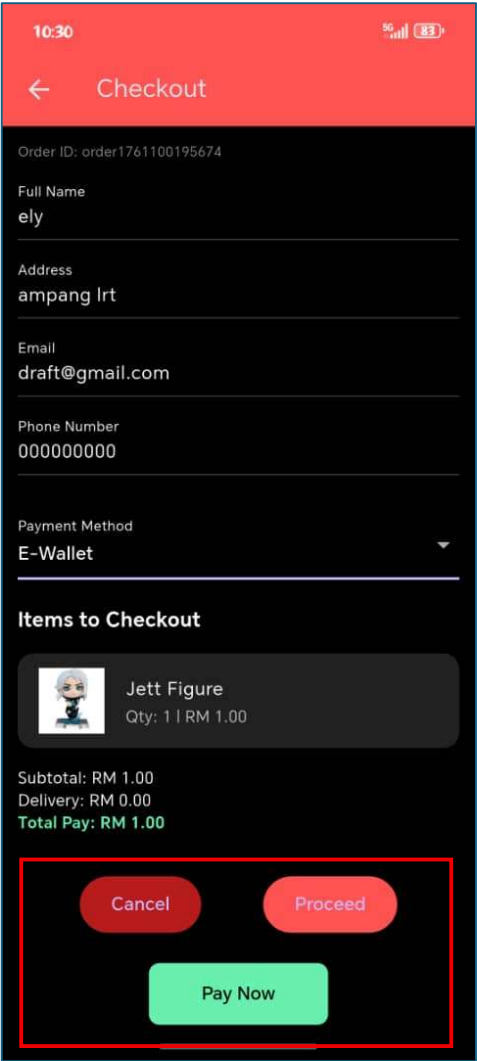 10:30
5G 83
Checkout
Order ID: order1761100195674
Full Name
ely
Address
ampang lrt
Email
draft@gmail.com
Phone Number
000000000
Payment Method
E-Wallet
Items to Checkout
Jett Figure
Qty: 1 | RM 1.00
Subtotal: RM 1.00
Delivery: RM 0.00
Total Pay: RM 1.00
Cancel
Proceed
Pay Now